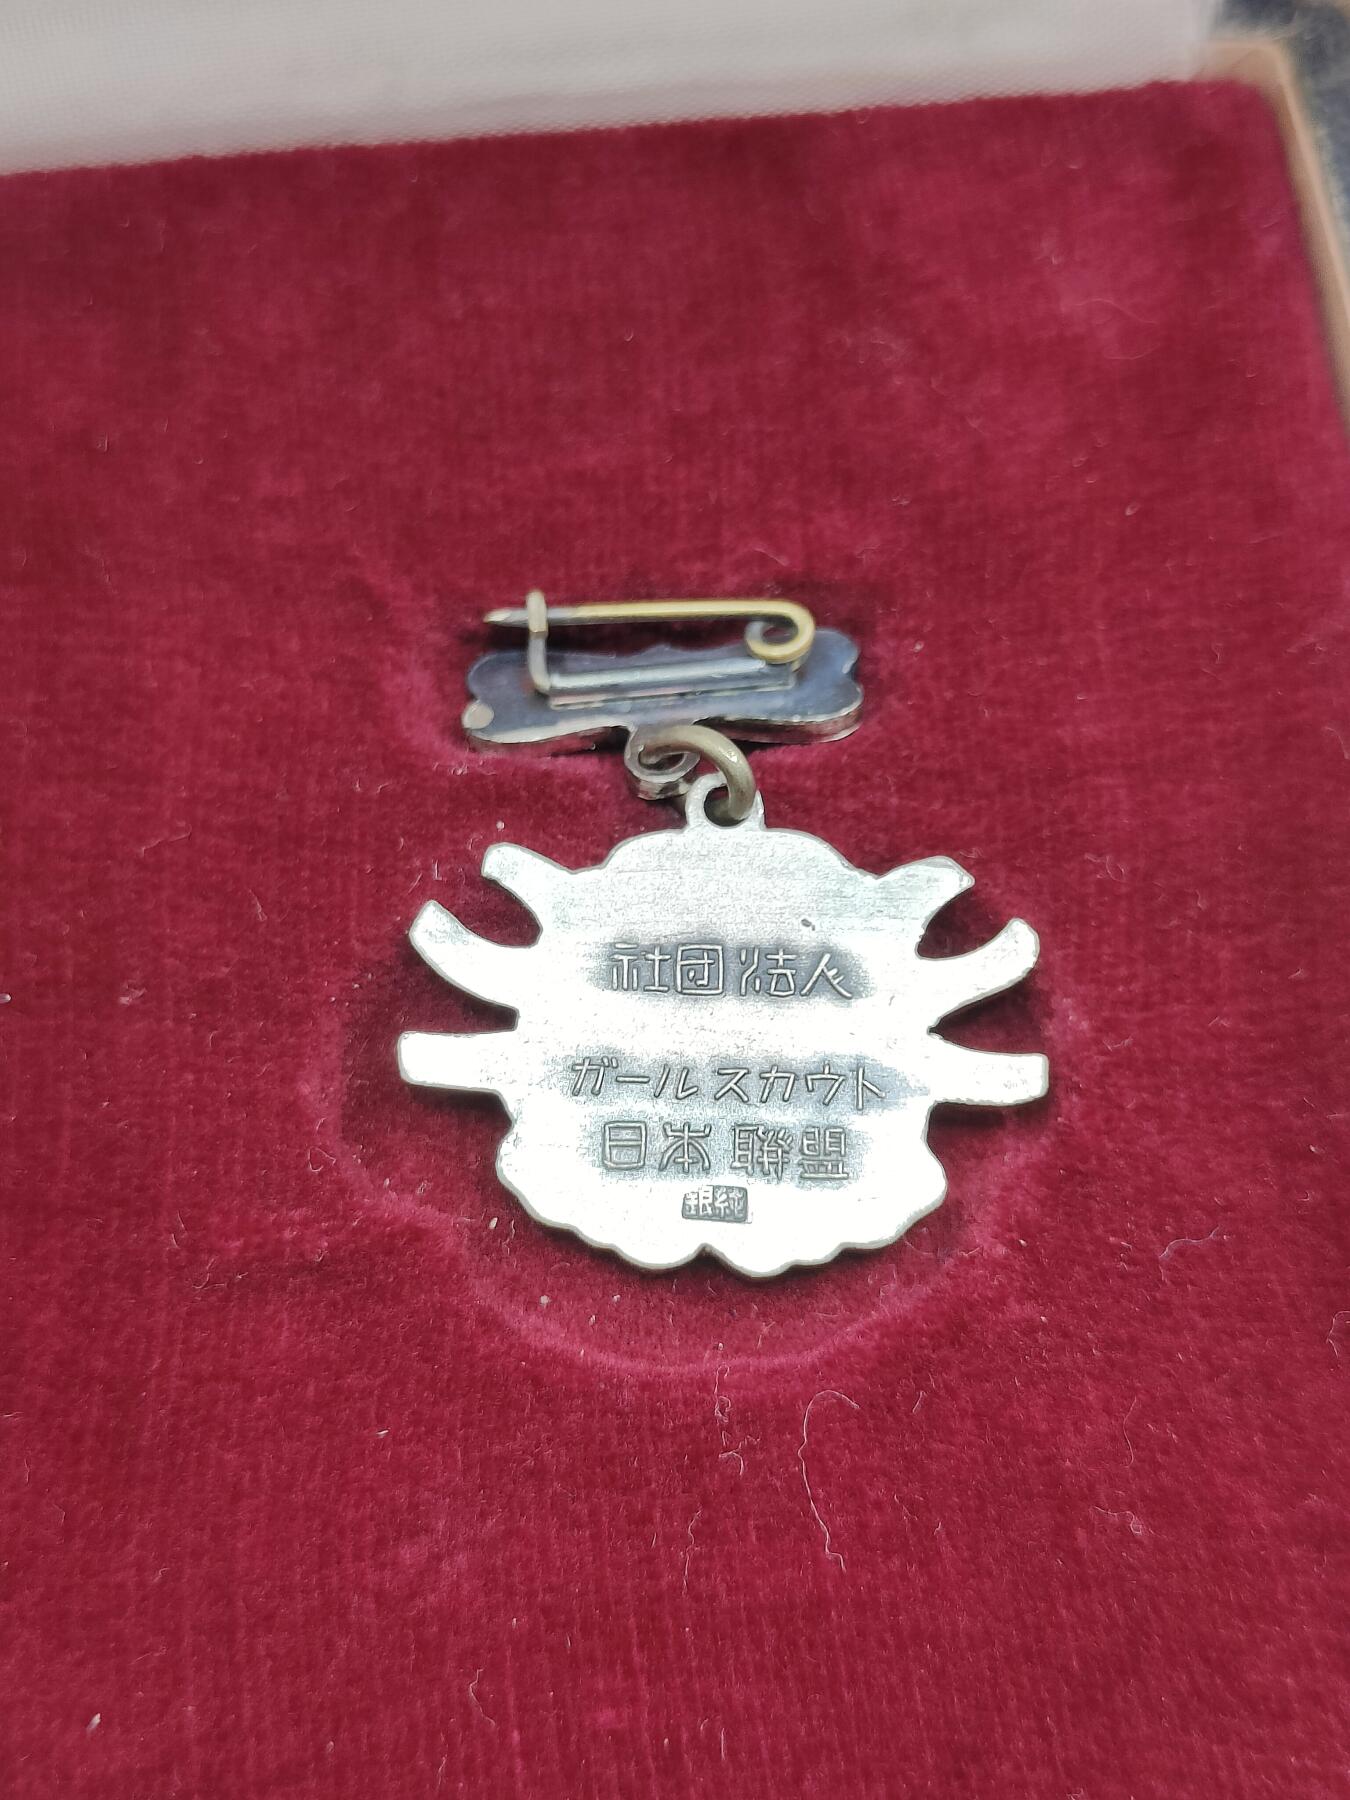 社団法人
ガールスカウト
日本聯盟
銀純